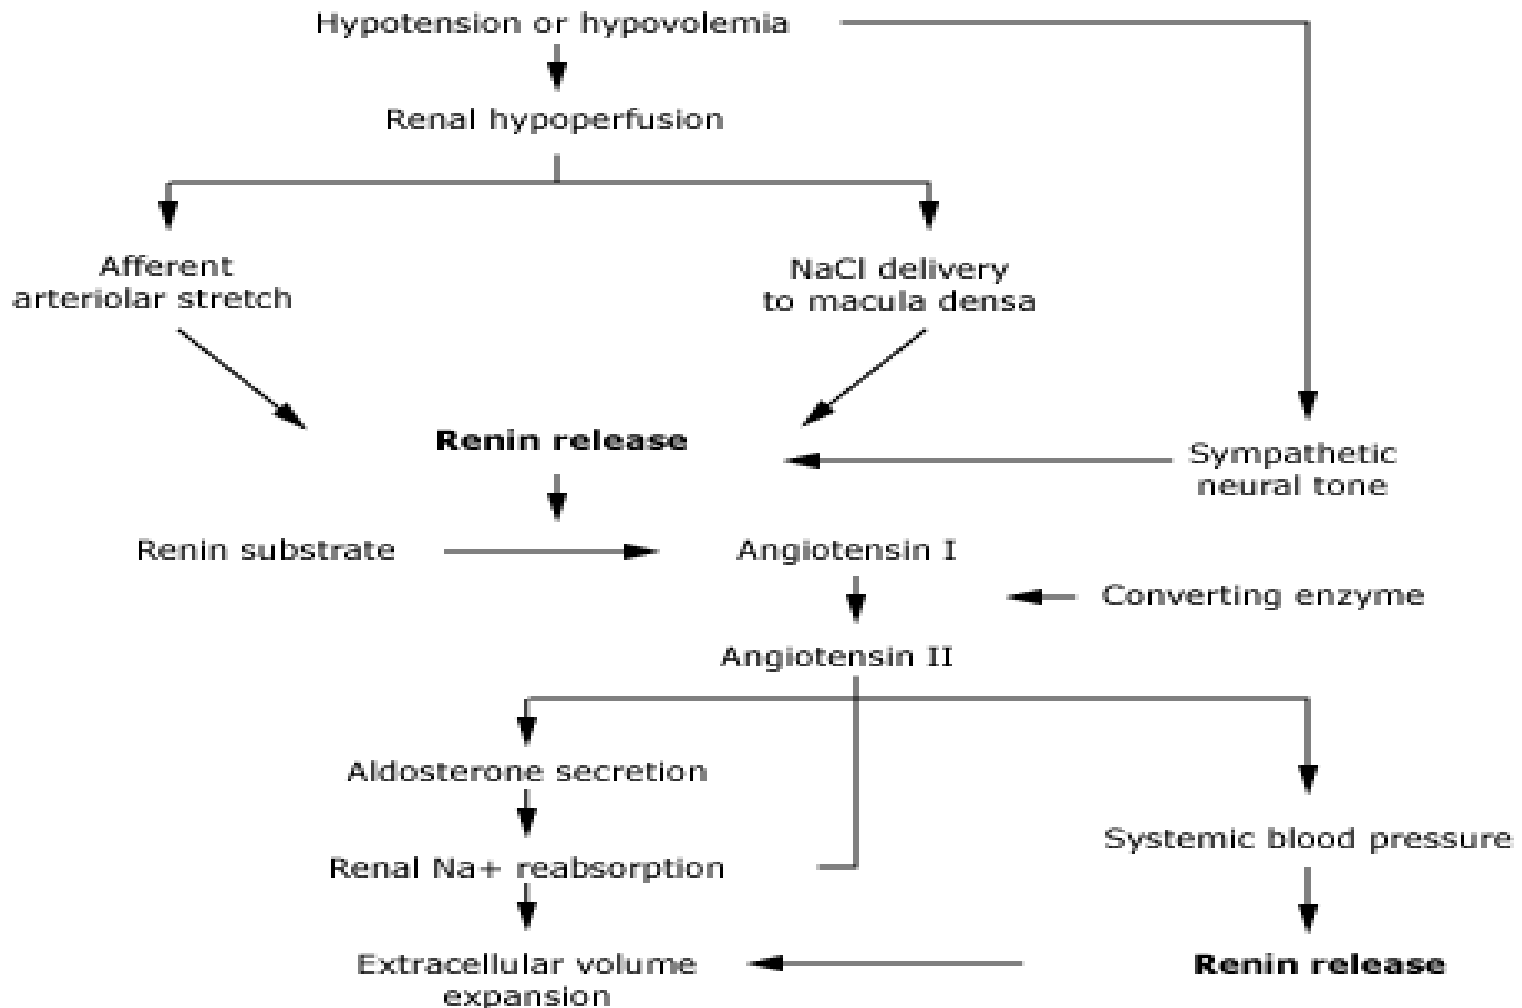 Hypotension or hypovolemia
Renal hypoperfusion
Afferent
arteriolar stretch
NaCl delivery
to macula densa
Renin release
Sympathetic
neural tone
Renin substrate
Angiotensin I
Converting enzyme
Angiotensin II
Aldosterone secretion
Systemic blood pressure
Renal Na+ reabsorption
Extracellular volume
expansion
Renin release